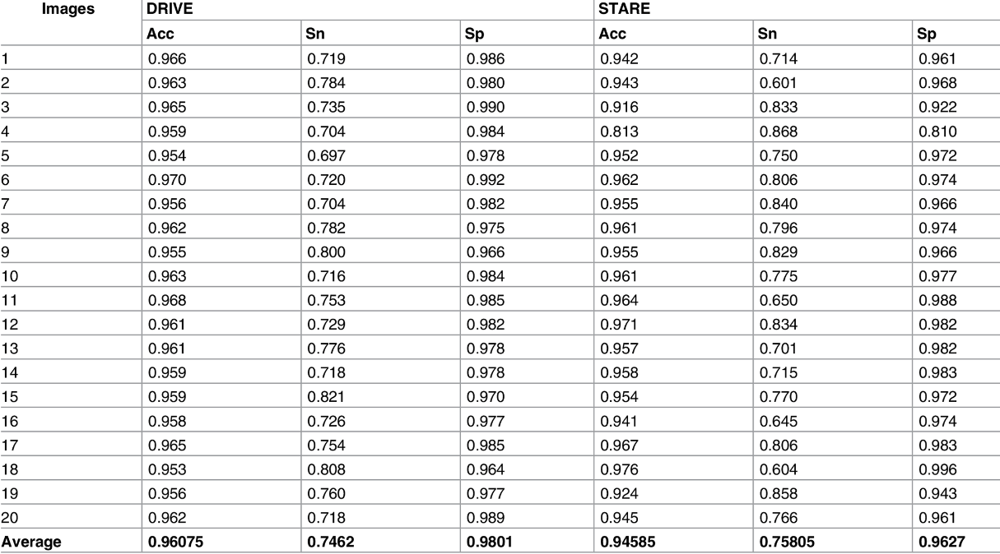 Images DRIVE STARE
Acc Sn Sp Acc Sn Sp
1 0.966 0.719 0.986 0.942 0.714 0.961
2 0.963 0.784 0.980 0.943 0.601 0.968
3 0.965 0.735 0.990 0.916 0.833 0.922
4 0.959 0.704 0.984 0.813 0.868 0.810
5 0.954 0.697 0.978 0.952 0.750 0.972
6 0.970 0.720 0.992 0.962 0.806 0.974
7 0.956 0.704 0.982 0.955 0.840 0.966
8 0.962 0.782 0.975 0.961 0.796 0.974
9 0.955 0.800 0.966 0.955 0.829 0.966
10 0.963 0.716 0.984 0.961 0.775 0.977
11 0.968 0.753 0.985 0.964 0.650 0.988
12 0.961 0.729 0.982 0.971 0.834 0.982
13 0.961 0.776 0.978 0.957 0.701 0.982
14 0.959 0.718 0.978 0.958 0.715 0.983
15 0.959 0.821 0.970 0.954 0.770 0.972
16 0.958 0.726 0.977 0.941 0.645 0.974
17 0.965 0.754 0.985 0.967 0.806 0.983
18 0.953 0.808 0.964 0.976 0.604 0.996
19 0.956 0.760 0.977 0.924 0.858 0.943
20 0.962 0.718 0.989 0.945 0.766 0.961
Average 0.96075 0.7462 0.9801 0.94585 0.75805 0.9627